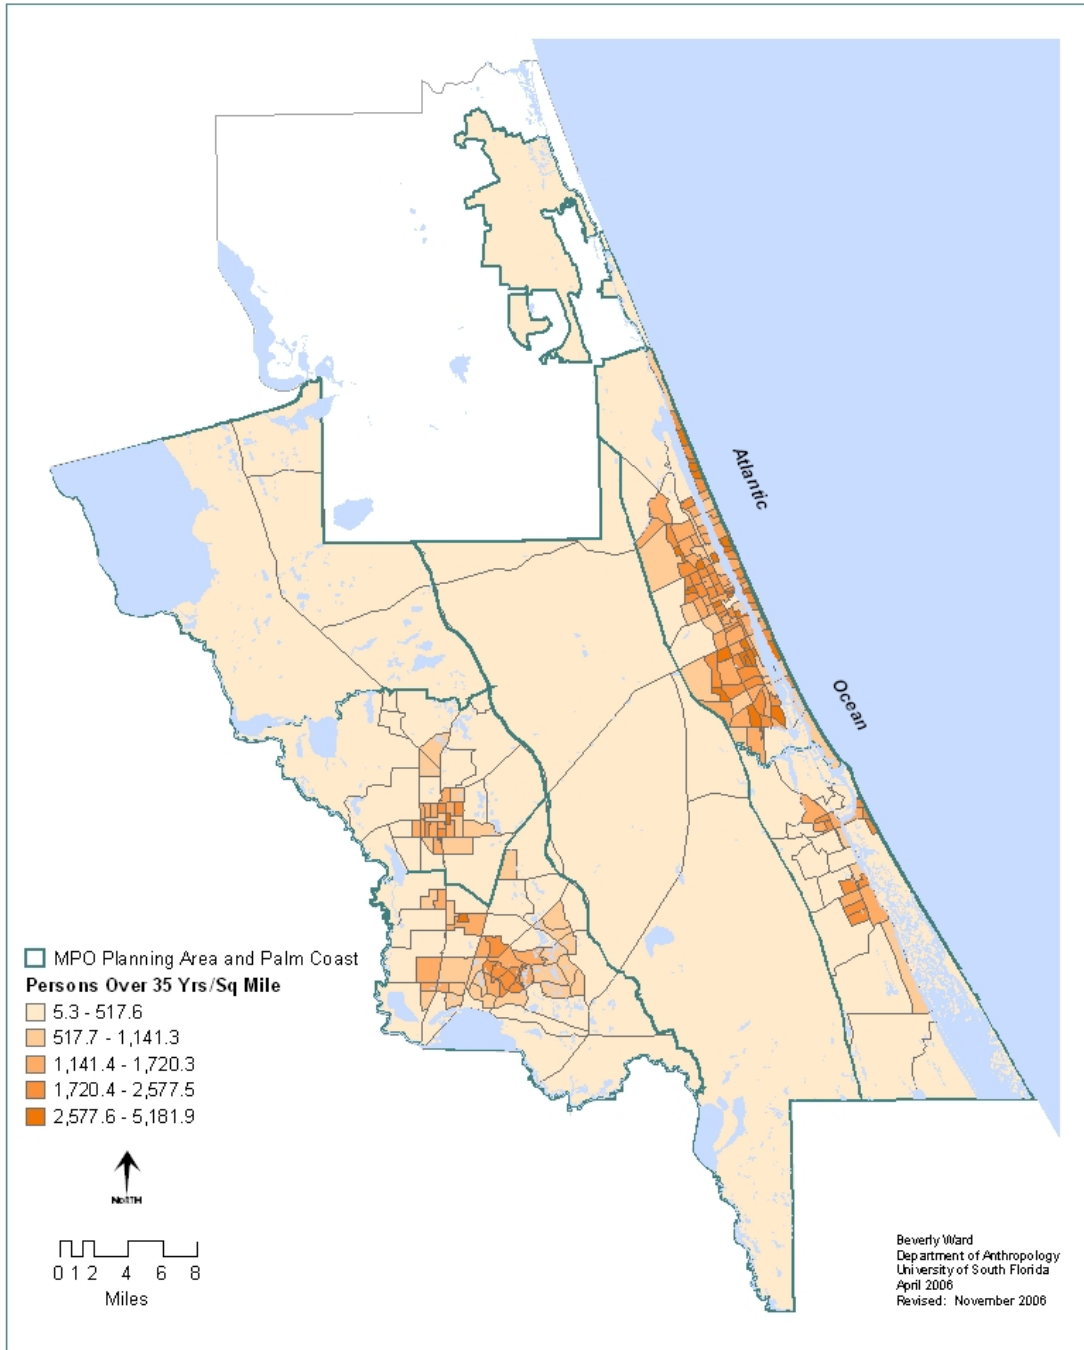 Atlantic
Ocean
MPO Planning Area and Palm Coast
Persons Over 35 Yrs/Sq Mile
5.3 - 517.6
517.7 - 1,141.3
1,141.4 - 1,720.3
1,720.4 - 2,577.5
2,577.6 - 5,181.9
NORTH
0 1 2 4 6 8
Miles
Beverly Ward
Department of Anthropology
University of South Florida
April 2006
Revised: November 2006